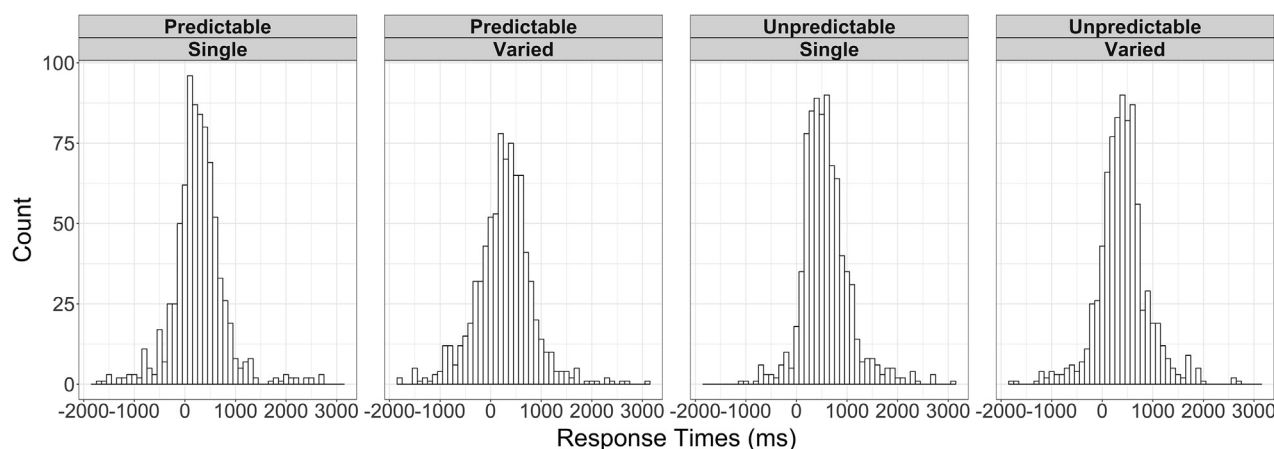 Predictable Predictable Unpredictable Unpredictable
Single Varied Single Varied
100
75
50
25
0
Count
-2000 -1000 0 1000 2000 3000 -2000 -1000 0 1000 2000 3000 -2000 -1000 0 1000 2000 3000 -2000 -1000 0 1000 2000 3000
Response Times (ms)